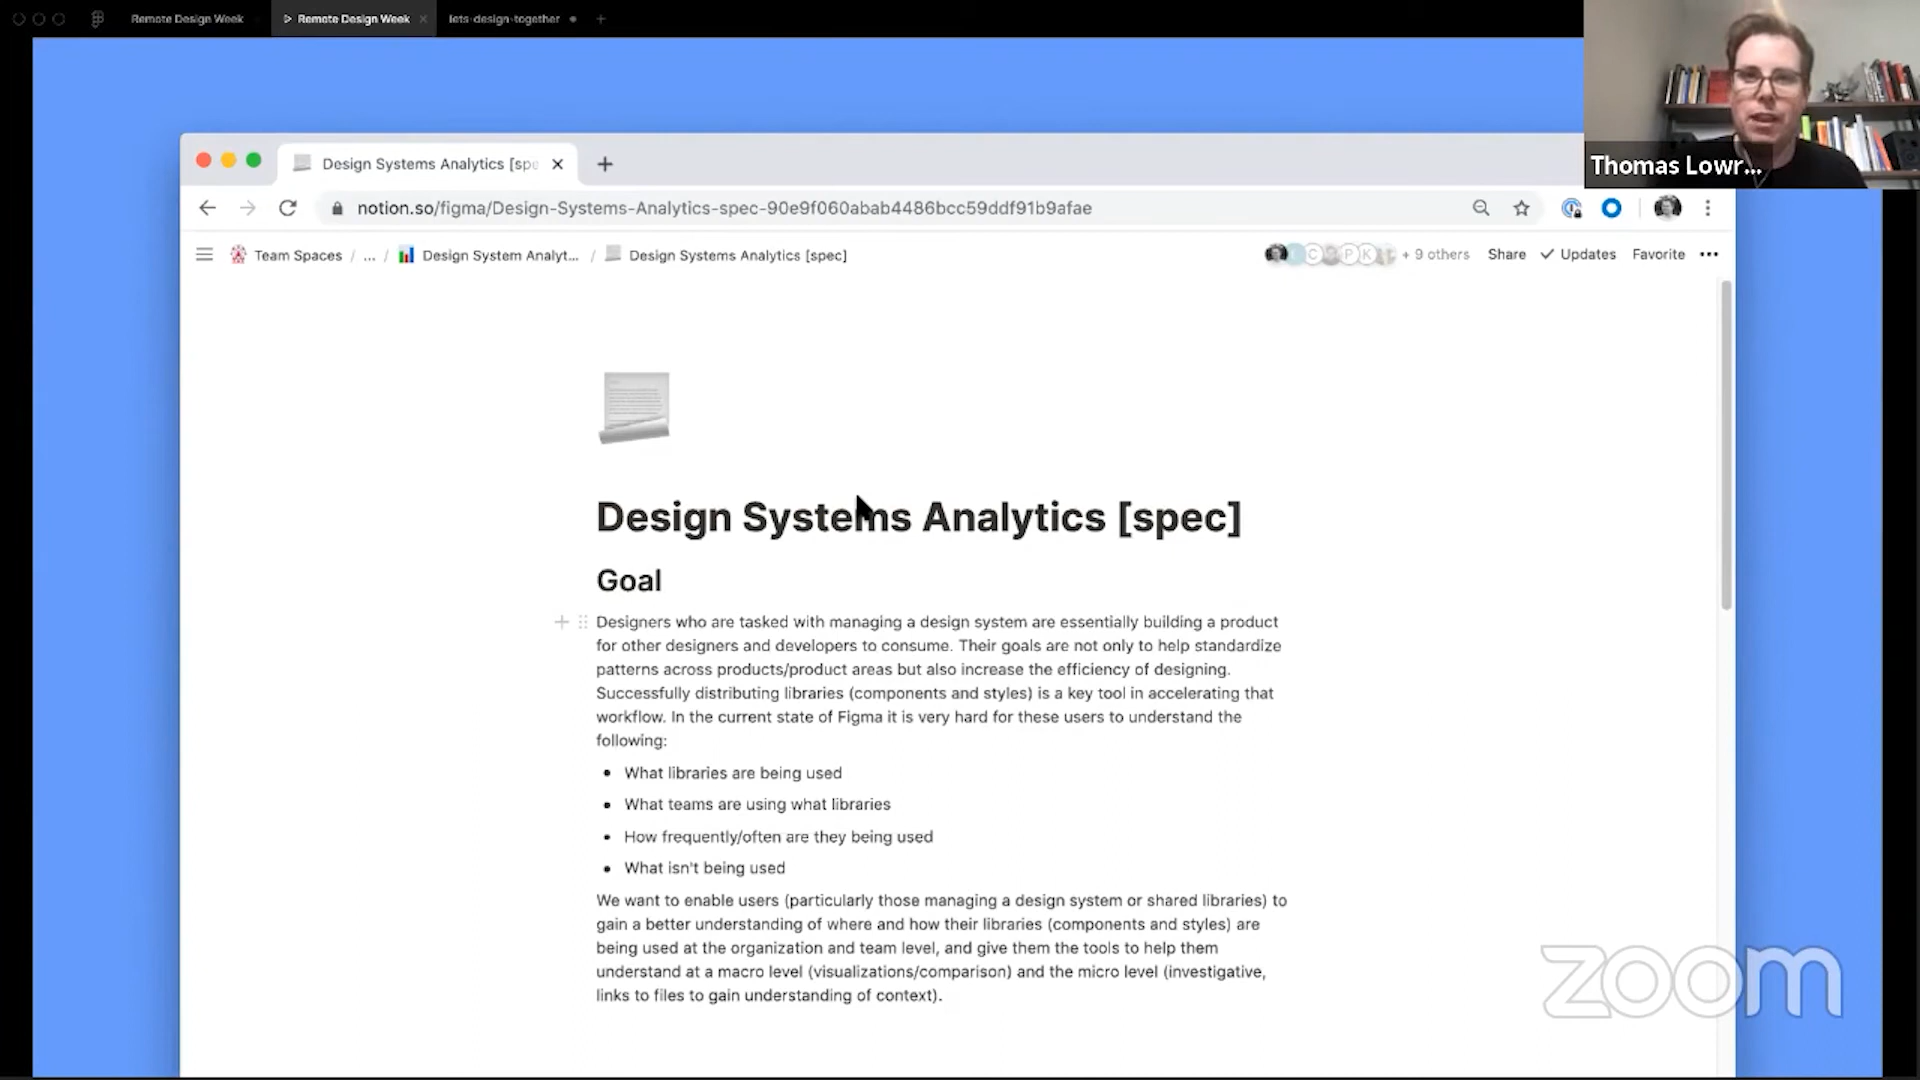 Remote Design Week
Remote Design Week
lets-design-together
Thomas Lowr...
Design Systems Analytics [spe
notion.so/figma/Design-Systems-Analytics-spec-90e9f060abab4486bcc59ddf91b9afae
Team Spaces / ... / Design System Analyt... / Design Systems Analytics [spec]
C P K + 9 others Share Updates Favorite
Design Systems Analytics [spec]
Goal
Designers who are tasked with managing a design system are essentially building a product
for other designers and developers to consume. Their goals are not only to help standardize
patterns across products/product areas but also increase the efficiency of designing.
Successfully distributing libraries (components and styles) is a key tool in accelerating that
workflow. In the current state of Figma it is very hard for these users to understand the
following:
• What libraries are being used
• What teams are using what libraries
• How frequently/often are they being used
• What isn't being used
We want to enable users (particularly those managing a design system or shared libraries) to
gain a better understanding of where and how their libraries (components and styles) are
being used at the organization and team level, and give them the tools to help them
understand at a macro level (visualizations/comparison) and the micro level (investigative,
links to files to gain understanding of context).
zoom